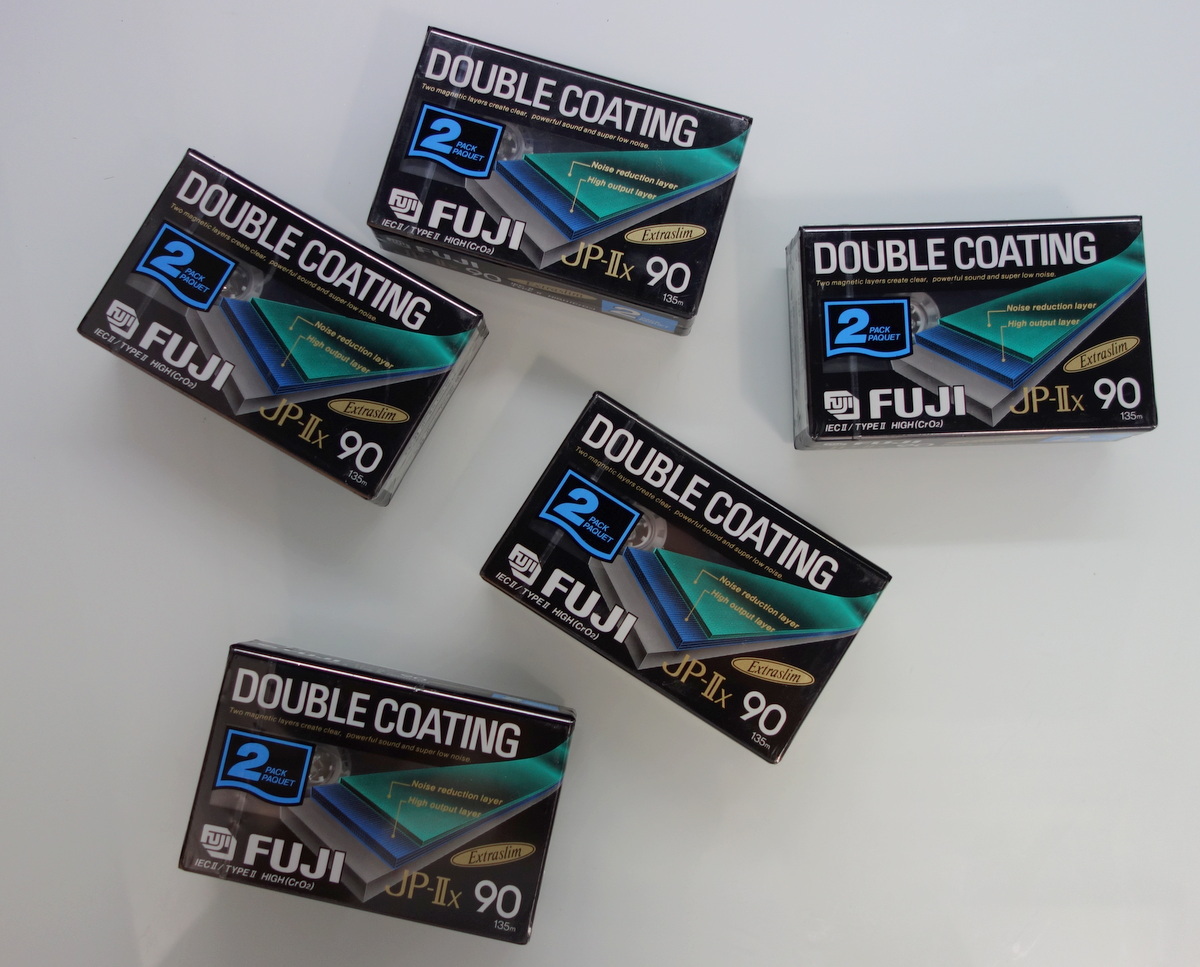 DOUBLE COATING
Two magnetic layers create clear, powerful sound and super low noise.
2 PACK
PAQUET
Noise reduction layer
High output layer
FUJI
FUJI
Extraslim
IEC II / TYPE II HIGH (CrO2)
JP-IIx 90
135m
FUJI
90
2
DOUBLE COATING
Two magnetic layers create clear, powerful sound and super low noise.
2 PACK
PAQUET
Noise reduction layer
High output layer
FUJI
FUJI
Extraslim
IEC II / TYPE II HIGH (CrO2)
JP-IIx 90
135m
DOUBLE COATING
Two magnetic layers create clear, powerful sound and super low noise.
2 PACK
PAQUET
Noise reduction layer
High output layer
Extraslim
FUJI
FUJI
JP-IIx 90
IEC II / TYPE II HIGH (CrO2)
135m
DOUBLE COATING
Two magnetic layers create clear, powerful sound and super low noise.
2 PACK
PAQUET
Noise reduction layer
High output layer
FUJI
FUJI
Extraslim
IEC II / TYPE II HIGH (CrO2)
JP-IIx 90
135m
DOUBLE COATING
Two magnetic layers create clear, powerful sound and super low noise.
2 PACK
PAQUET
Noise reduction layer
High output layer
FUJI
FUJI
Extraslim
IEC II / TYPE II HIGH (CrO2)
JP-IIx 90
135m